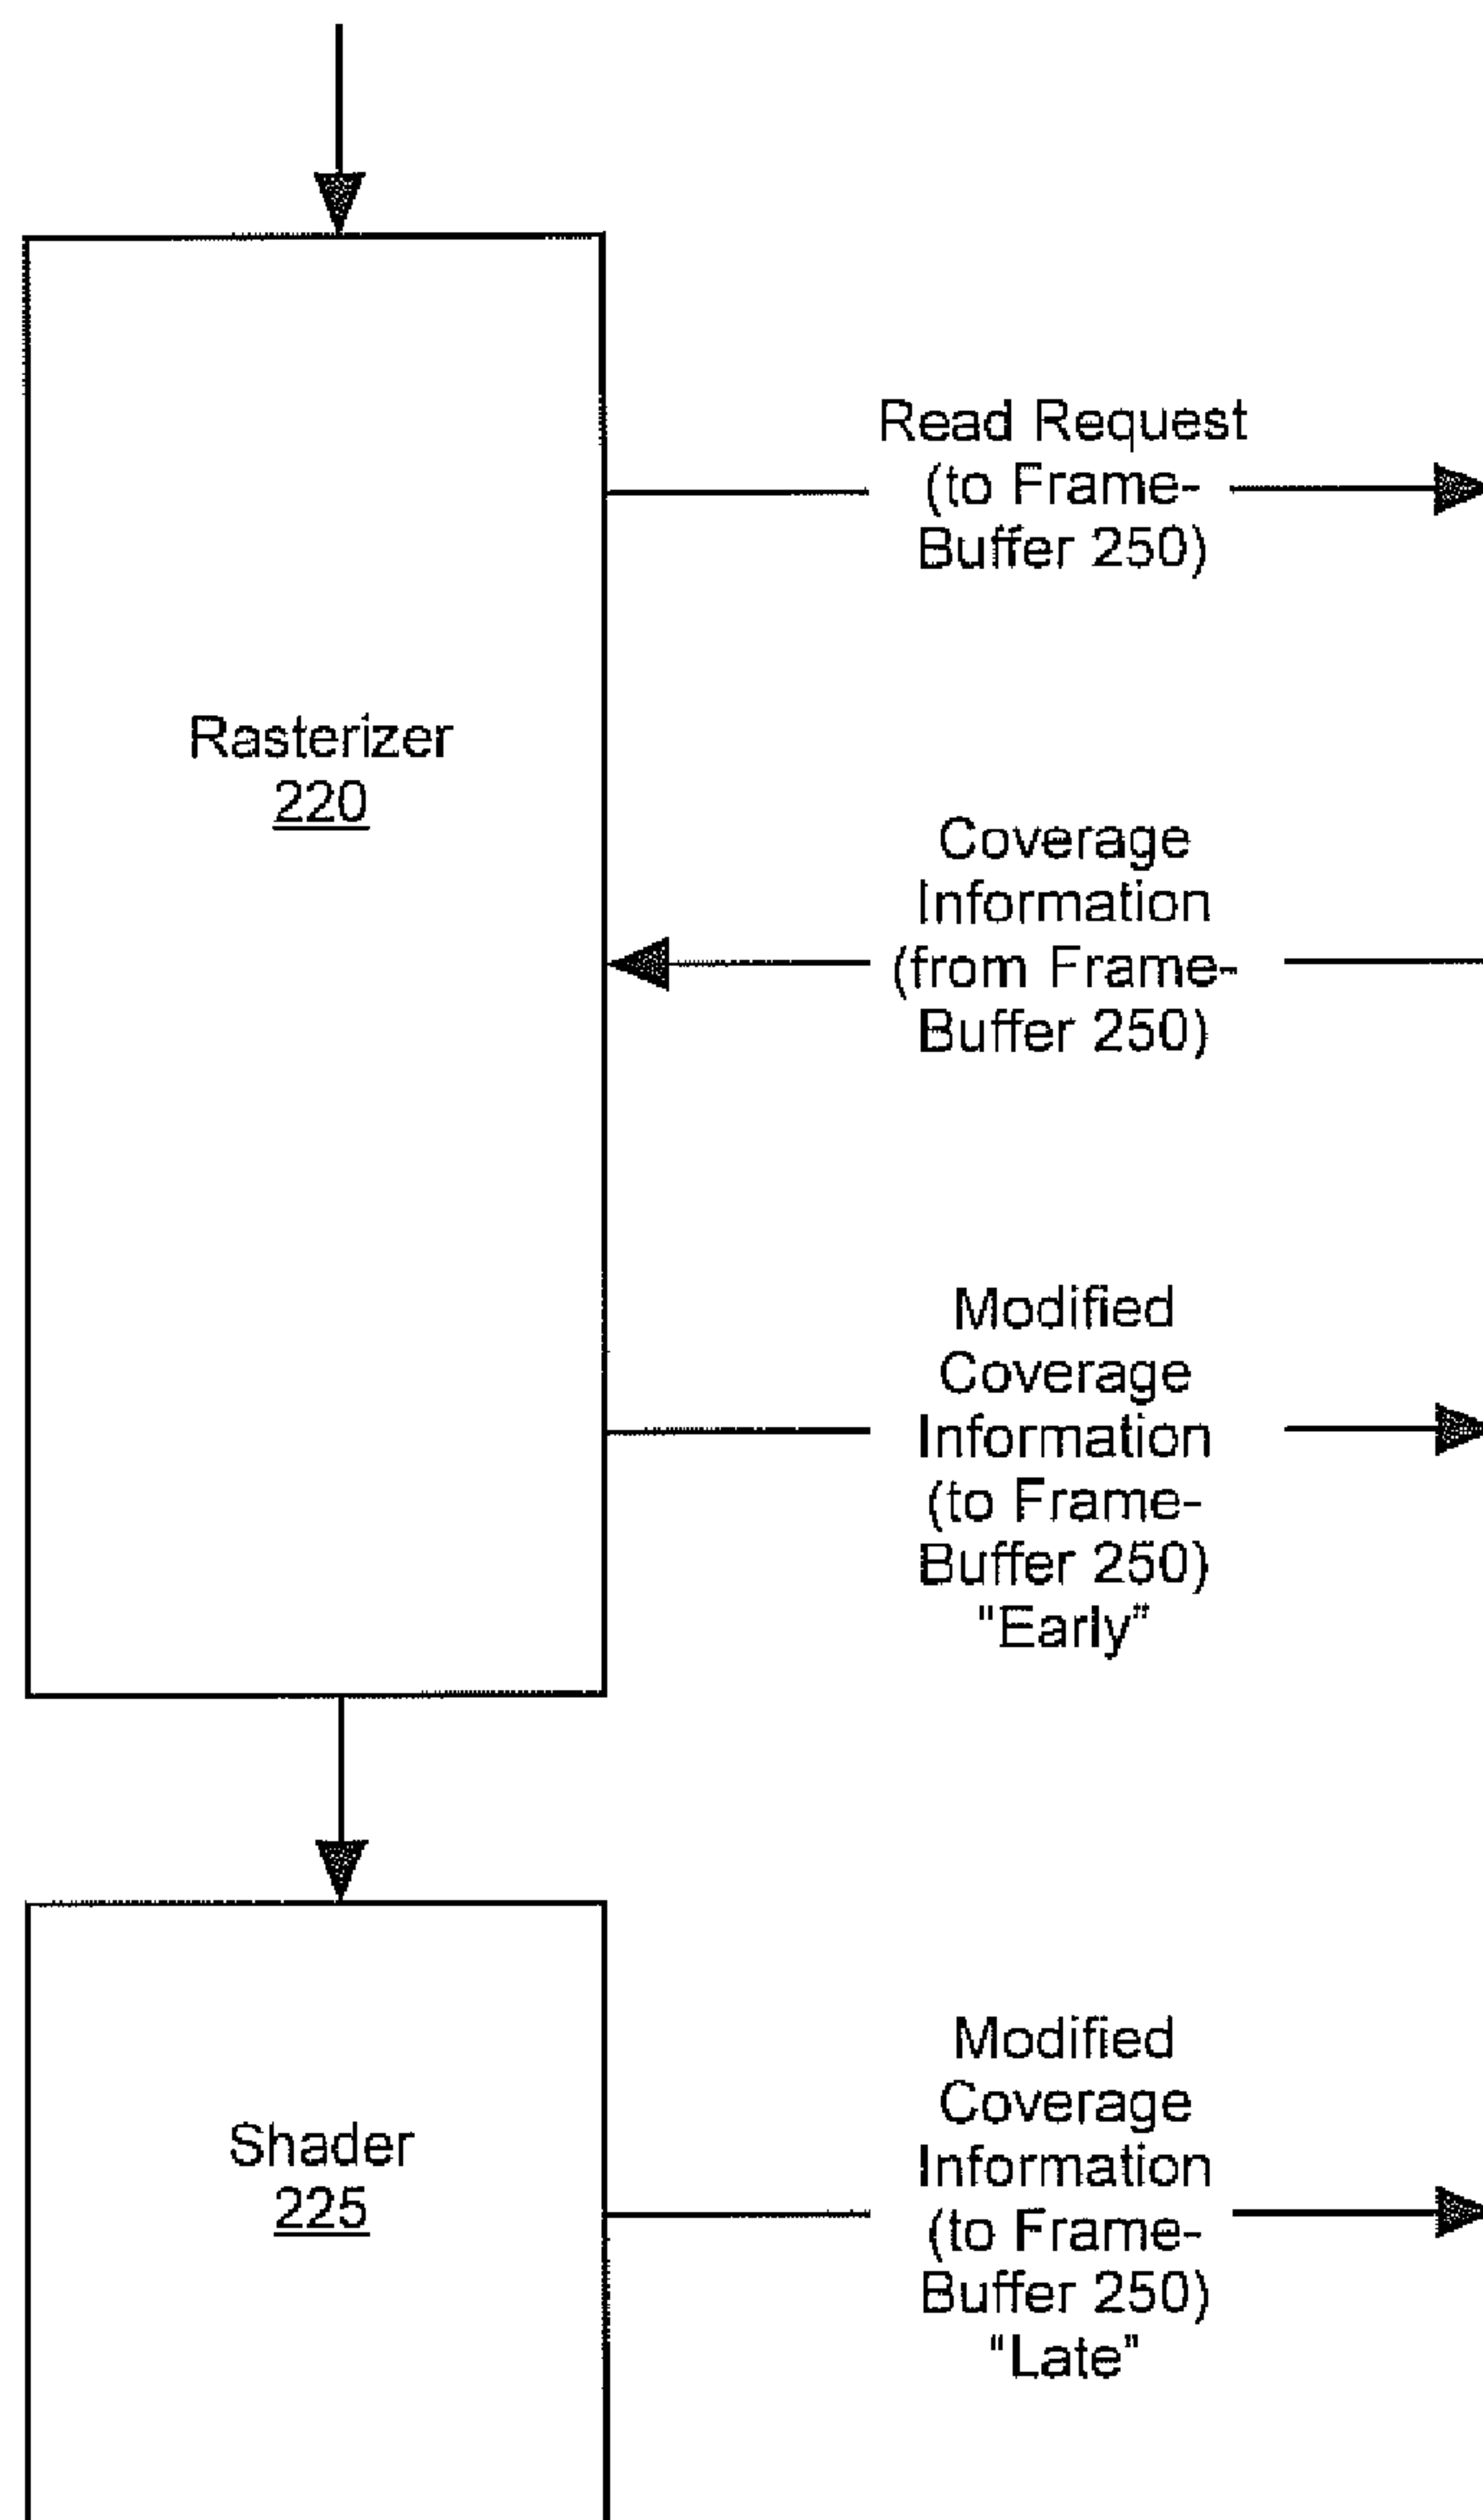 Read Request
(to Frame-
Buffer 250)
Rasterizer
220
Coverage
Information
(from Frame-
Buffer 250)
Modified
Coverage
Information
(to Frame-
Buffer 250)
"Early"
Shader
225
Modified
Coverage
Information
(to Frame-
Buffer 250)
"Late"